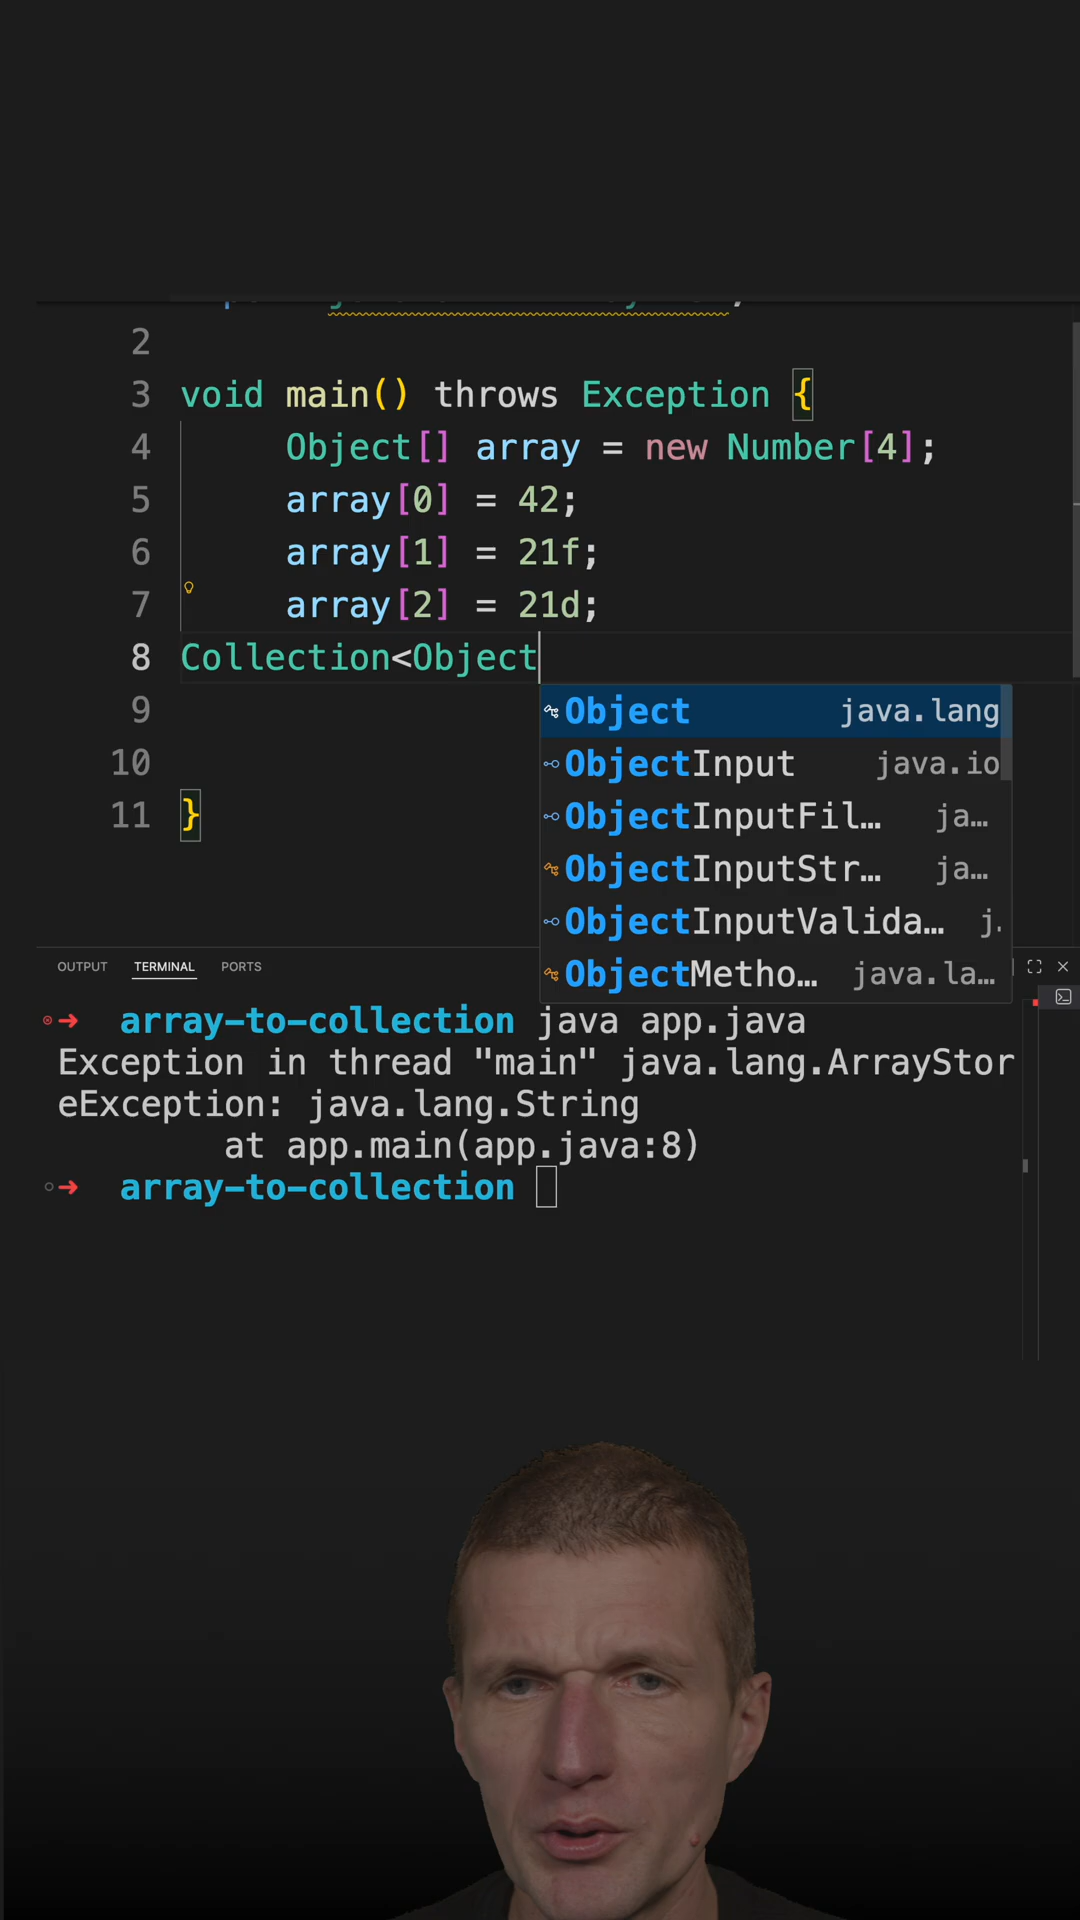 2
3 void main() throws Exception {
4 Object[] array = new Number[4];
5 array[0] = 42;
6 array[1] = 21f;
7 array[2] = 21d;
8 Collection<Object
9 Object java.lang
10 ObjectInput java.io
11 } ObjectInputFil… ja…
ObjectInputStr… ja…
ObjectInputValida… j.
ObjectMetho… java.la…
OUTPUT TERMINAL PORTS
array-to-collection java app.java
Exception in thread "main" java.lang.ArrayStor
eException: java.lang.String
at app.main(app.java:8)
array-to-collection